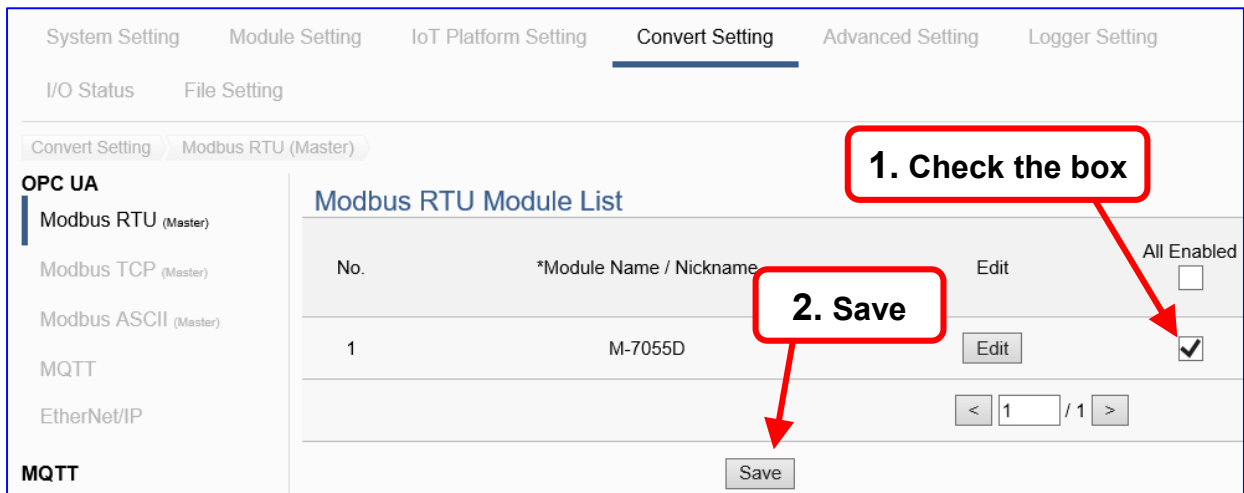 System Setting Module Setting IoT Platform Setting Convert Setting Advanced Setting Logger Setting
I/O Status File Setting
Convert Setting Modbus RTU (Master)
1. Check the box
OPC UA
Modbus RTU (Master)
Modbus RTU Module List
Modbus TCP (Master)
No. *Module Name / Nickname Edit All Enabled
2. Save
Modbus ASCII (Master)
1 M-7055D Edit
MQTT
EtherNet/IP
< 1 / 1 >
MQTT
Save